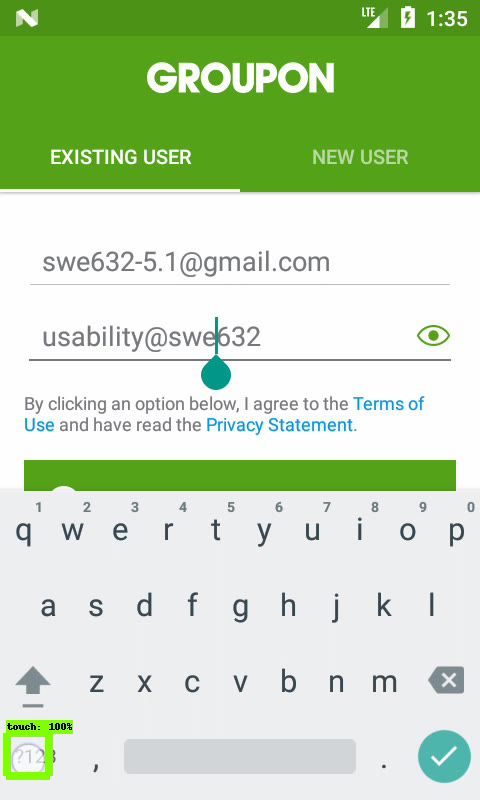 LTE 1:35
GROUPON
EXISTING USER NEW USER
swe632-5.1@gmail.com
usability@swe632
By clicking an option below, I agree to the Terms of
Use and have read the Privacy Statement.
1 2 3 4 5 6 7 8 9 0
q w e r t y u i o p
a s d f g h j k l
z x c v b n m
touch: 100%
?123 , .